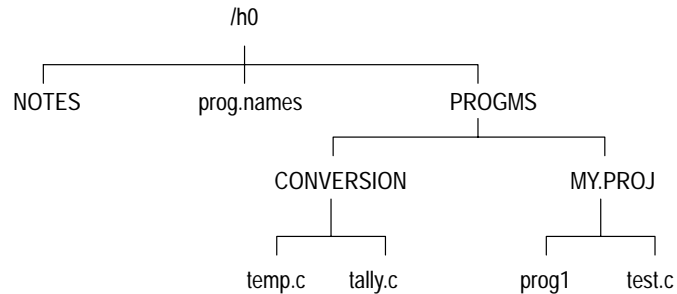 /h0
NOTES prog.names PROGMS
CONVERSION MY.PROJ
temp.c tally.c prog1 test.c